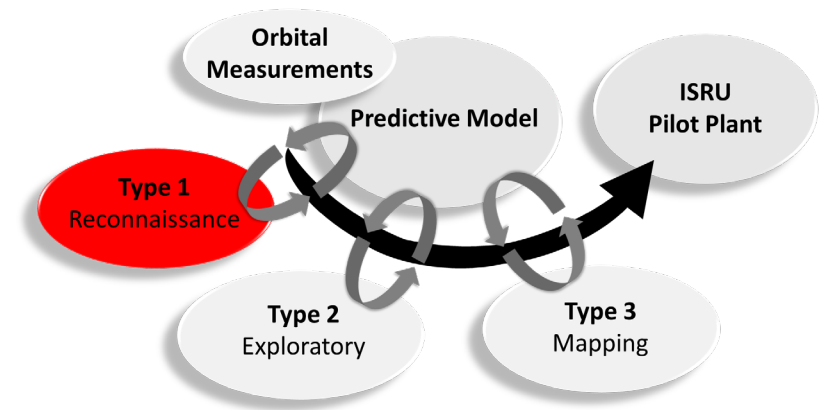 Orbital
Measurements
Predictive Model
ISRU
Pilot Plant
Type 1
Reconnaissance
Type 2
Exploratory
Type 3
Mapping